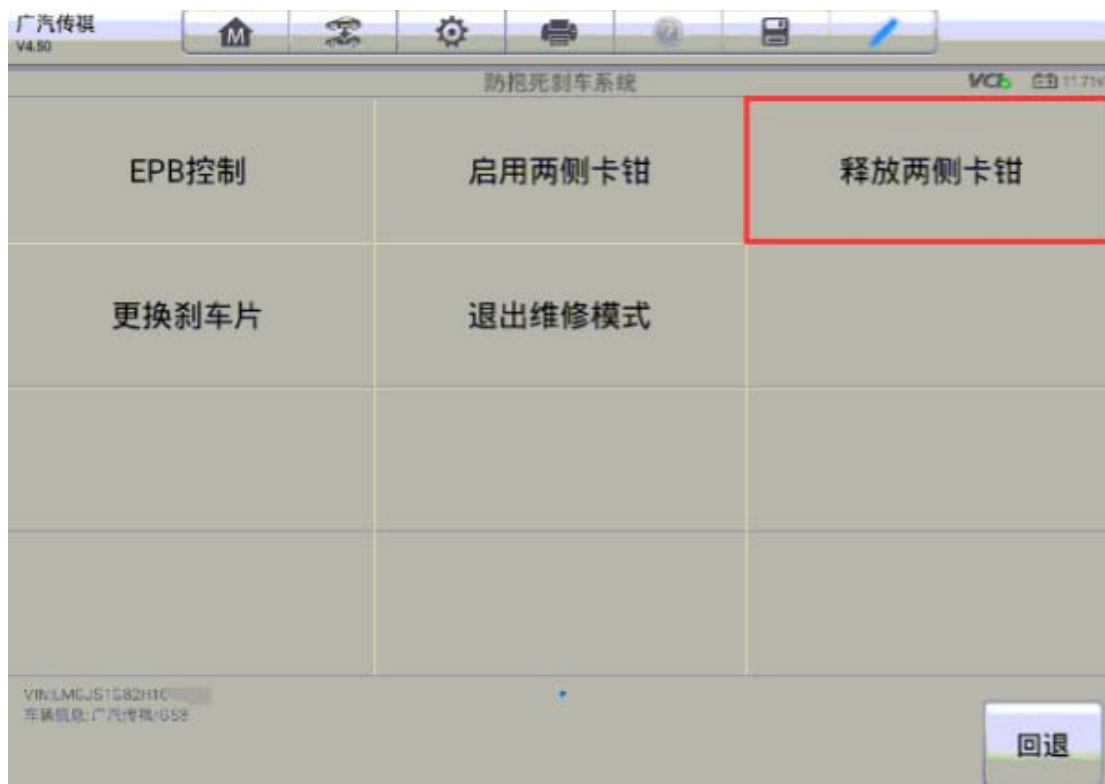 广汽传祺
V4.50
M
防抱死刹车系统
VCI
EPB控制
启用两侧卡钳
释放两侧卡钳
更换刹车片
退出维修模式
车辆信息:广汽传祺/GS8
回退